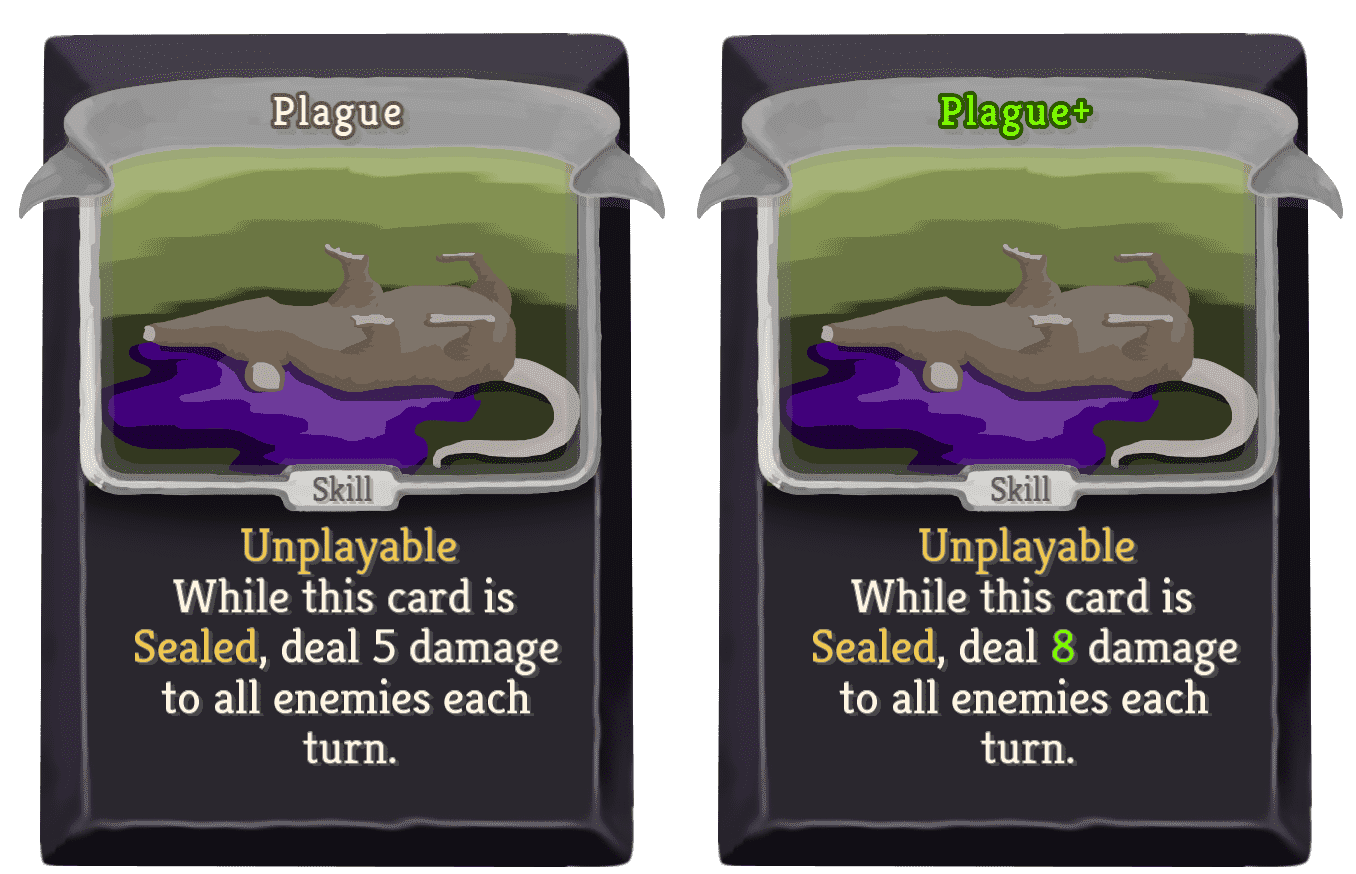 Plague
Skill
Unplayable
While this card is
Sealed, deal 5 damage
to all enemies each
turn.
Plague+
Skill
Unplayable
While this card is
Sealed, deal 8 damage
to all enemies each
turn.